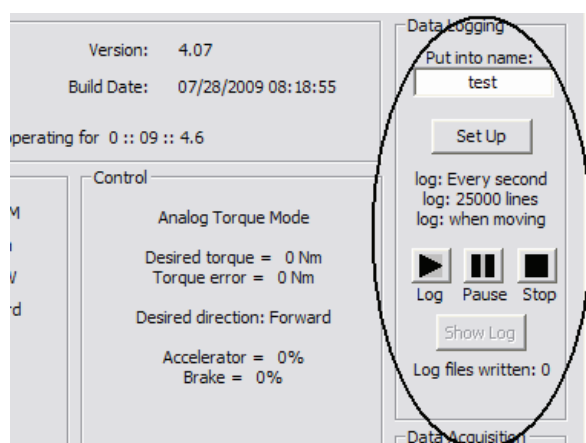 Version: 4.07
Build Date: 07/28/2009 08:18:55
operating for 0 :: 09 :: 4.6
M
W
rd
Control
Analog Torque Mode
Desired torque = 0 Nm
Torque error = 0 Nm
Desired direction: Forward
Accelerator = 0%
Brake = 0%
Data Logging
Put into name:
test
Set Up
log: Every second
log: 25000 lines
log: when moving
Log Pause Stop
Show Log
Log files written: 0
Data Acquisition